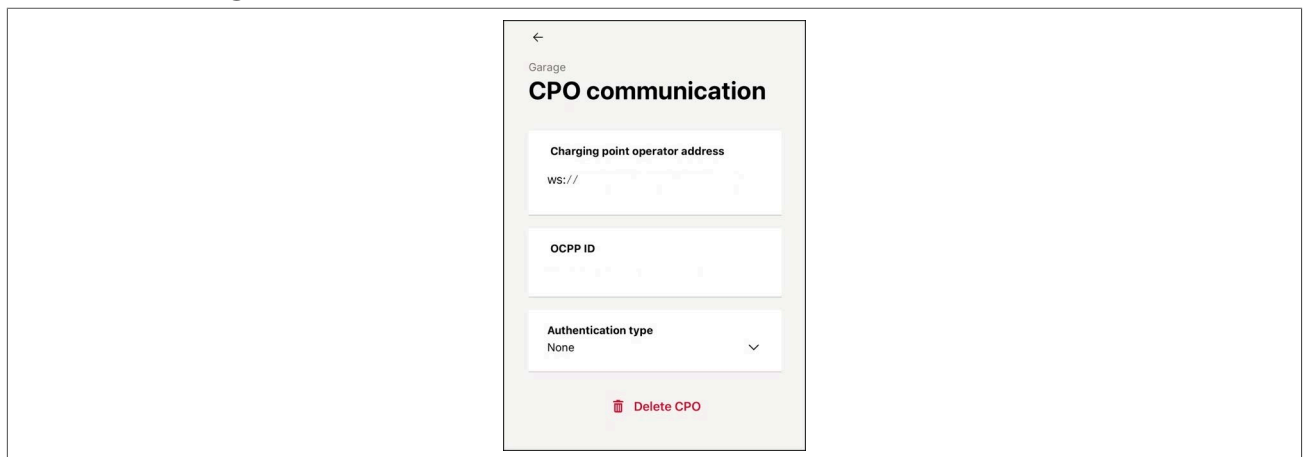 Garage
CPO communication
Charging point operator address
ws://
OCPP ID
Authentication type
None
Delete CPO